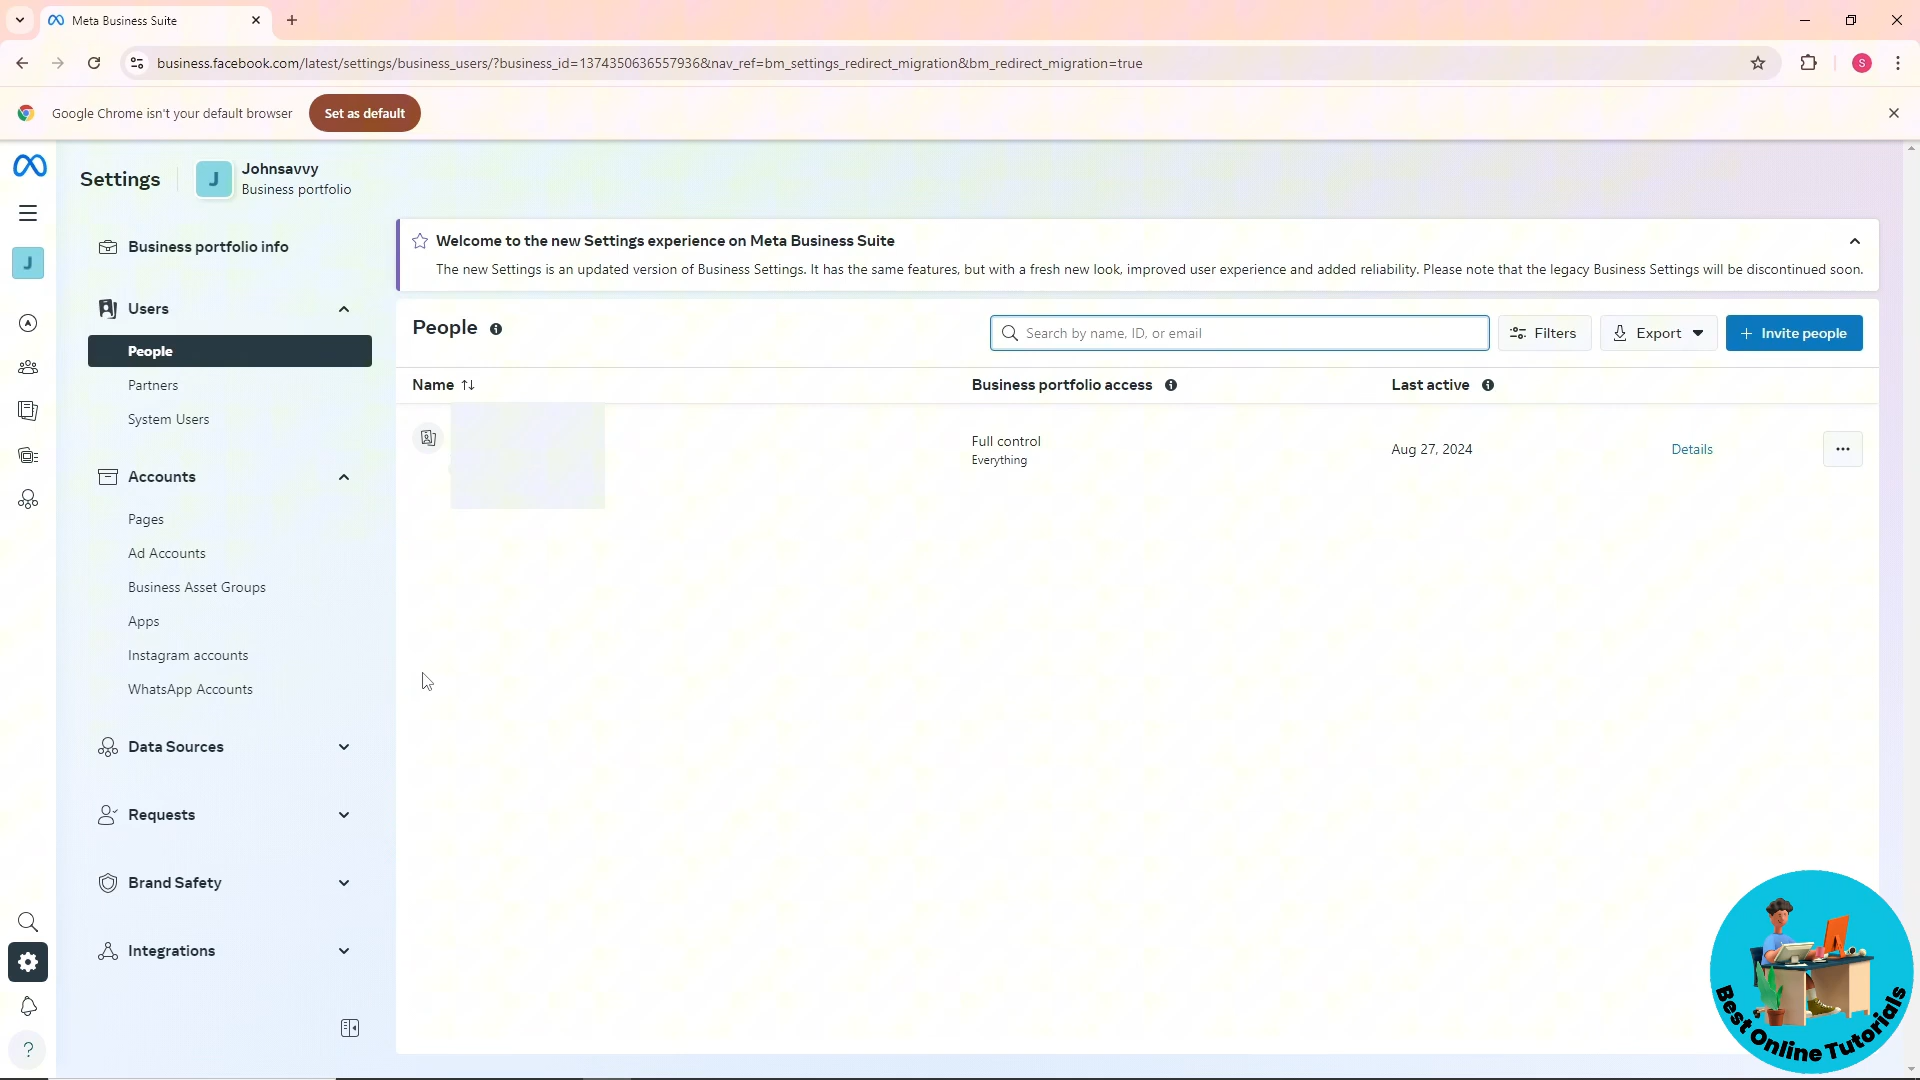 Meta Business Suite
business.facebook.com/latest/settings/business_users/?business_id=1374350636557936&nav_ref=bm_settings_redirect_migration&bm_redirect_migration=true
S
Google Chrome isn't your default browser
Set as default
Settings
J
Johnsavvy
Business portfolio
J
Business portfolio info
Users
People
Partners
System Users
Accounts
Pages
Ad Accounts
Business Asset Groups
Apps
Instagram accounts
WhatsApp Accounts
Data Sources
Requests
Brand Safety
Integrations
Welcome to the new Settings experience on Meta Business Suite
The new Settings is an updated version of Business Settings. It has the same features, but with a fresh new look, improved user experience and added reliability. Please note that the legacy Business Settings will be discontinued soon.
People
Search by name, ID, or email
Filters
Export
Invite people
Name
Business portfolio access
Last active
Full control
Everything
Aug 27, 2024
Details
Best Online Tutorials